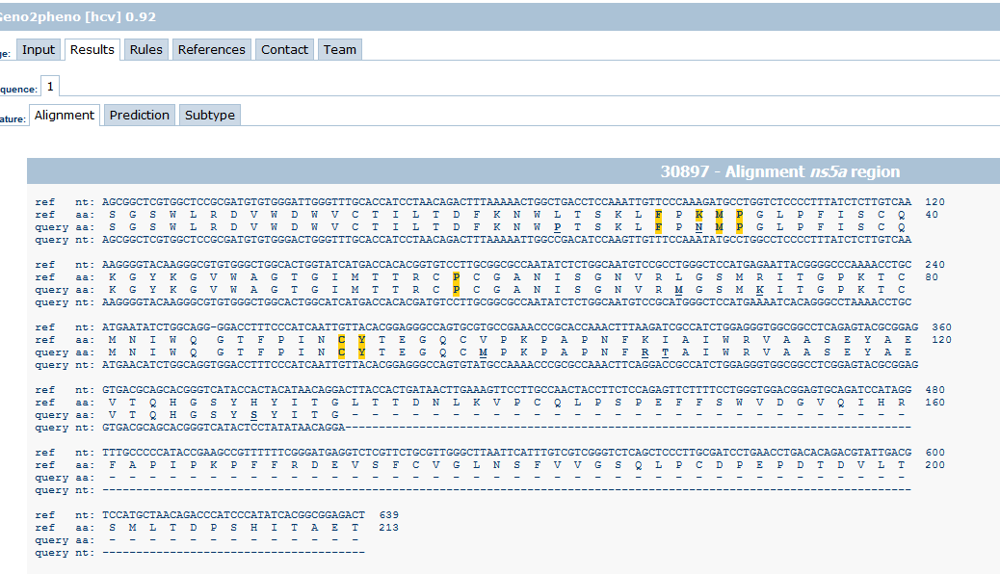 Geno2pheno [hcv] 0.92
ge: Input Results Rules References Contact Team
quence: 1
ature: Alignment Prediction Subtype
30897 - Alignment ns5a region
ref nt: AGCGGCTCGTGGCTCCGCGATGTGTGGGATTGGGTTTGCACCATCCTAACAGACTTTAAAAACTGGCTGACCTCCAAATTGTTCCCAAAGATGCCTGGTCTCCCCTTTATCTCTTGTCAA 120
ref aa: S G S W L R D V W D W V C T I L T D F K N W L T S K L F P K M P G L P F I S C Q 40
query aa: S G S W L R D V W D W V C T I L T D F K N W P T S K L F P N M P G L P F I S C Q
query nt: AGCGGCTCGTGGCTCCGCGATGTGTGGGACTGGGTTTGCACCATCCTAACAGACTTTAAAAATTGGCCGACATCCAAGTTGTTTCCAAATATGCCTGGCCTCCCCTTTATCTCTTGTCAA
ref nt: AAGGGGTACAAGGGCGTGTGGGCTGGCACTGGTATCATGACCACACGGTGTCCTTGCGGCGCCAATATCTCTGGCAATGTCCGCCTGGGCTCCATGAGAATTACGGGGCCCAAAACCTGC 240
ref aa: K G Y K G V W A G T G I M T T R C P C G A N I S G N V R L G S M R I T G P K T C 80
query aa: K G Y K G V W A G T G I M T T R C P C G A N I S G N V R M G S M K I T G P K T C
query nt: AAGGGGTACAAGGGCGTGTGGGCTGGCACTGGCATCATGACCACACGATGTCCTTGCGGCGCCAATATCTCTGGCAATGTCCGCATGGGCTCCATGAAAATCACAGGGCCTAAAACCTGC
ref nt: ATGAATATCTGGCAGG-GGACCTTTCCCATCAATTGTTACACGGAGGGCCAGTGCGTGCCGAAACCCGCACCAAACTTTAAGATCGCCATCTGGAGGGTGGCGGCCTCAGAGTACGCGGAG 360
ref aa: M N I W Q G T F P I N C Y T E G Q C V P K P A P N F K I A I W R V A A S E Y A E 120
query aa: M N I W Q G T F P I N C Y T E G Q C M P K P A P N F R T A I W R V A A S E Y A E
query nt: ATGAACATCTGGCAGTGGACCTTTCCCATCAATTGTTACACGGAGGGCCAGTGTATGCCAAAACCCGCGCCAAACTTCAGGACCGCCATCTGGAGGGTGGCGGCCTCGGAGTACGCGGAG
ref nt: GTGACGCAGCACGGGTCATACCACTACATAACAGGACTTACCACTGATAACTTGAAAGTTCCTTGCCAACTACCTTCTCCAGAGTTCTTTTCCTGGGTGGACGGAGTGCAGATCCATAGG 480
ref aa: V T Q H G S Y H Y I T G L T T D N L K V P C Q L P S P E F F S W V D G V Q I H R 160
query aa: V T Q H G S Y S Y I T G - - - - - - - - - - - - - - - - - - - - - - - - - - - -
query nt: GTGACGCAGCACGGGTCATACTCCTATATAACAGGA------------------------------------------------------------------------------------
ref nt: TTTGCCCCCATACCGAAGCCGTTTTTTCGGGATGAGGTCTCGTTCTGCGTTGGGCTTAATTCATTTGTCGTCGGGTCTCAGCTCCCTTGCGATCCTGAACCTGACACAGACGTATTGACG 600
ref aa: F A P I P K P F F R D E V S F C V G L N S F V V G S Q L P C D P E P D T D V L T 200
query aa: - - - - - - - - - - - - - - - - - - - - - - - - - - - - - - - - - - - - - - - -
query nt: ------------------------------------------------------------------------------------------------------------------------
ref nt: TCCATGCTAACAGACCCATCCCATATCACGGCGGAGACT 639
ref aa: S M L T D P S H I T A E T 213
query aa: - - - - - - - - - - - - -
query nt: ---------------------------------------